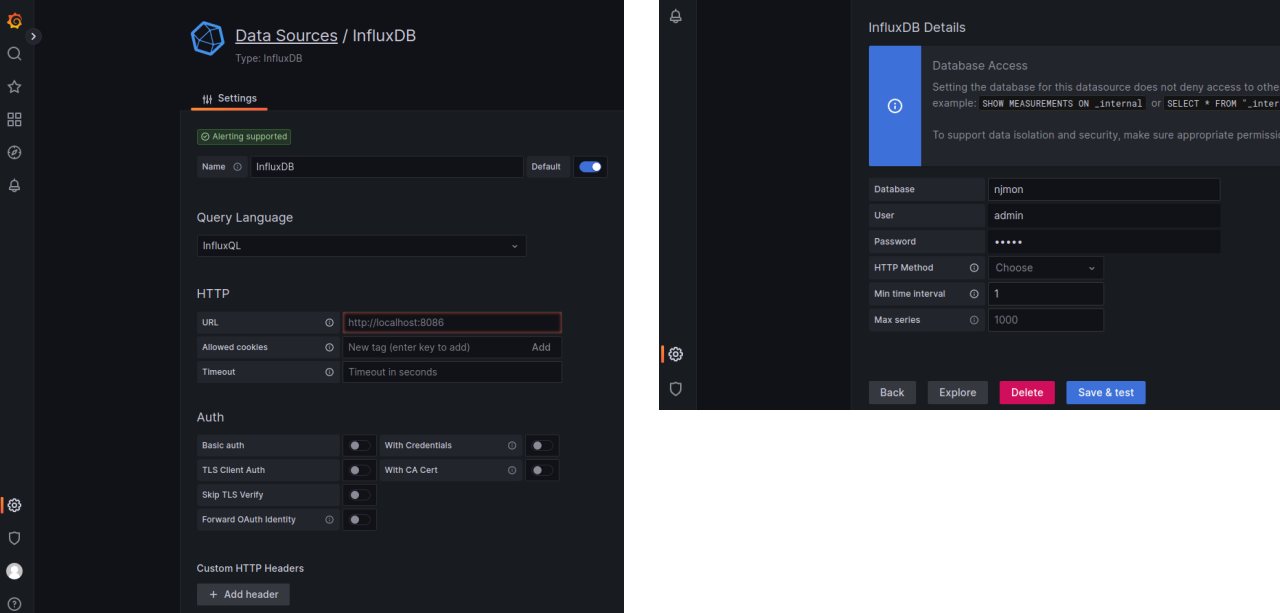 Data Sources / InfluxDB
Type: InfluxDB
Settings
Alerting supported
Name InfluxDB Default
Query Language
InfluxQL
HTTP
URL http://localhost:8086
Allowed cookies New tag (enter key to add) Add
Timeout Timeout in seconds
Auth
Basic auth With Credentials
TLS Client Auth With CA Cert
Skip TLS Verify
Forward OAuth Identity
Custom HTTP Headers
+ Add header
InfluxDB Details
Database Access
Setting the database for this datasource does not deny access to othe
example: SHOW MEASUREMENTS ON _internal or SELECT * FROM "_inter
To support data isolation and security, make sure appropriate permissi
Database njmon
User admin
Password •••••
HTTP Method Choose
Min time interval 1
Max series 1000
Back Explore Delete Save & test